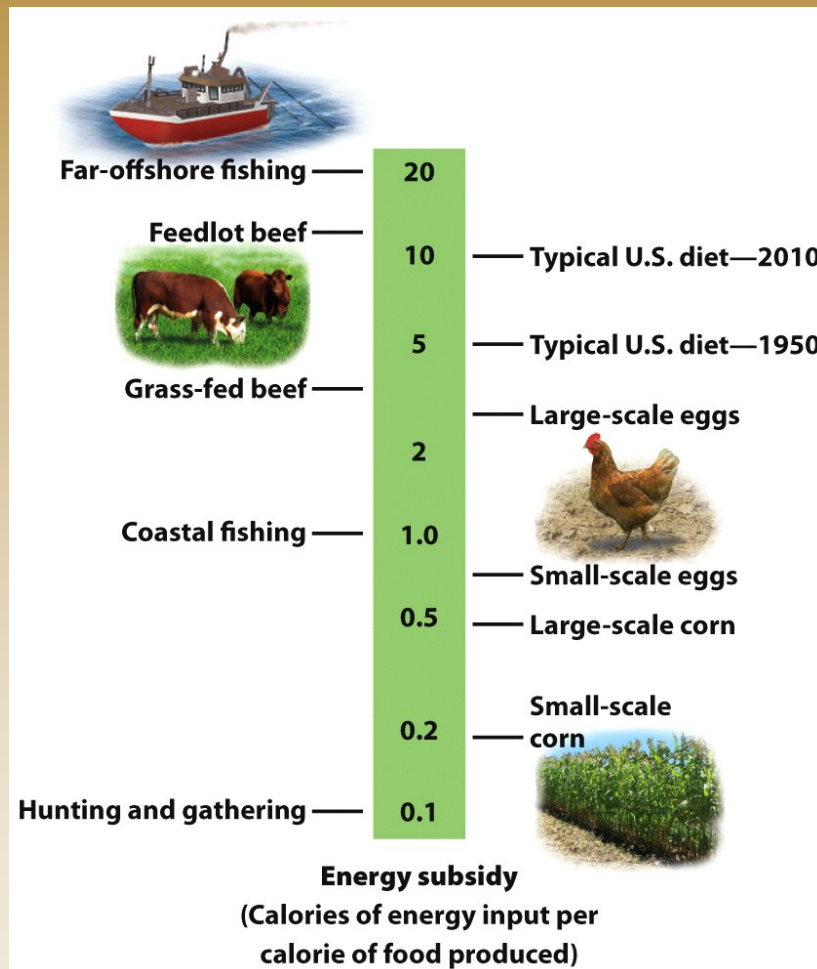 Far-offshore fishing
20
Feedlot beef
10
Typical U.S. diet—2010
5
Typical U.S. diet—1950
Grass-fed beef
Large-scale eggs
2
Coastal fishing
1.0
Small-scale eggs
0.5
Large-scale corn
Small-scale
corn
0.2
Hunting and gathering
0.1
Energy subsidy
(Calories of energy input per
calorie of food produced)